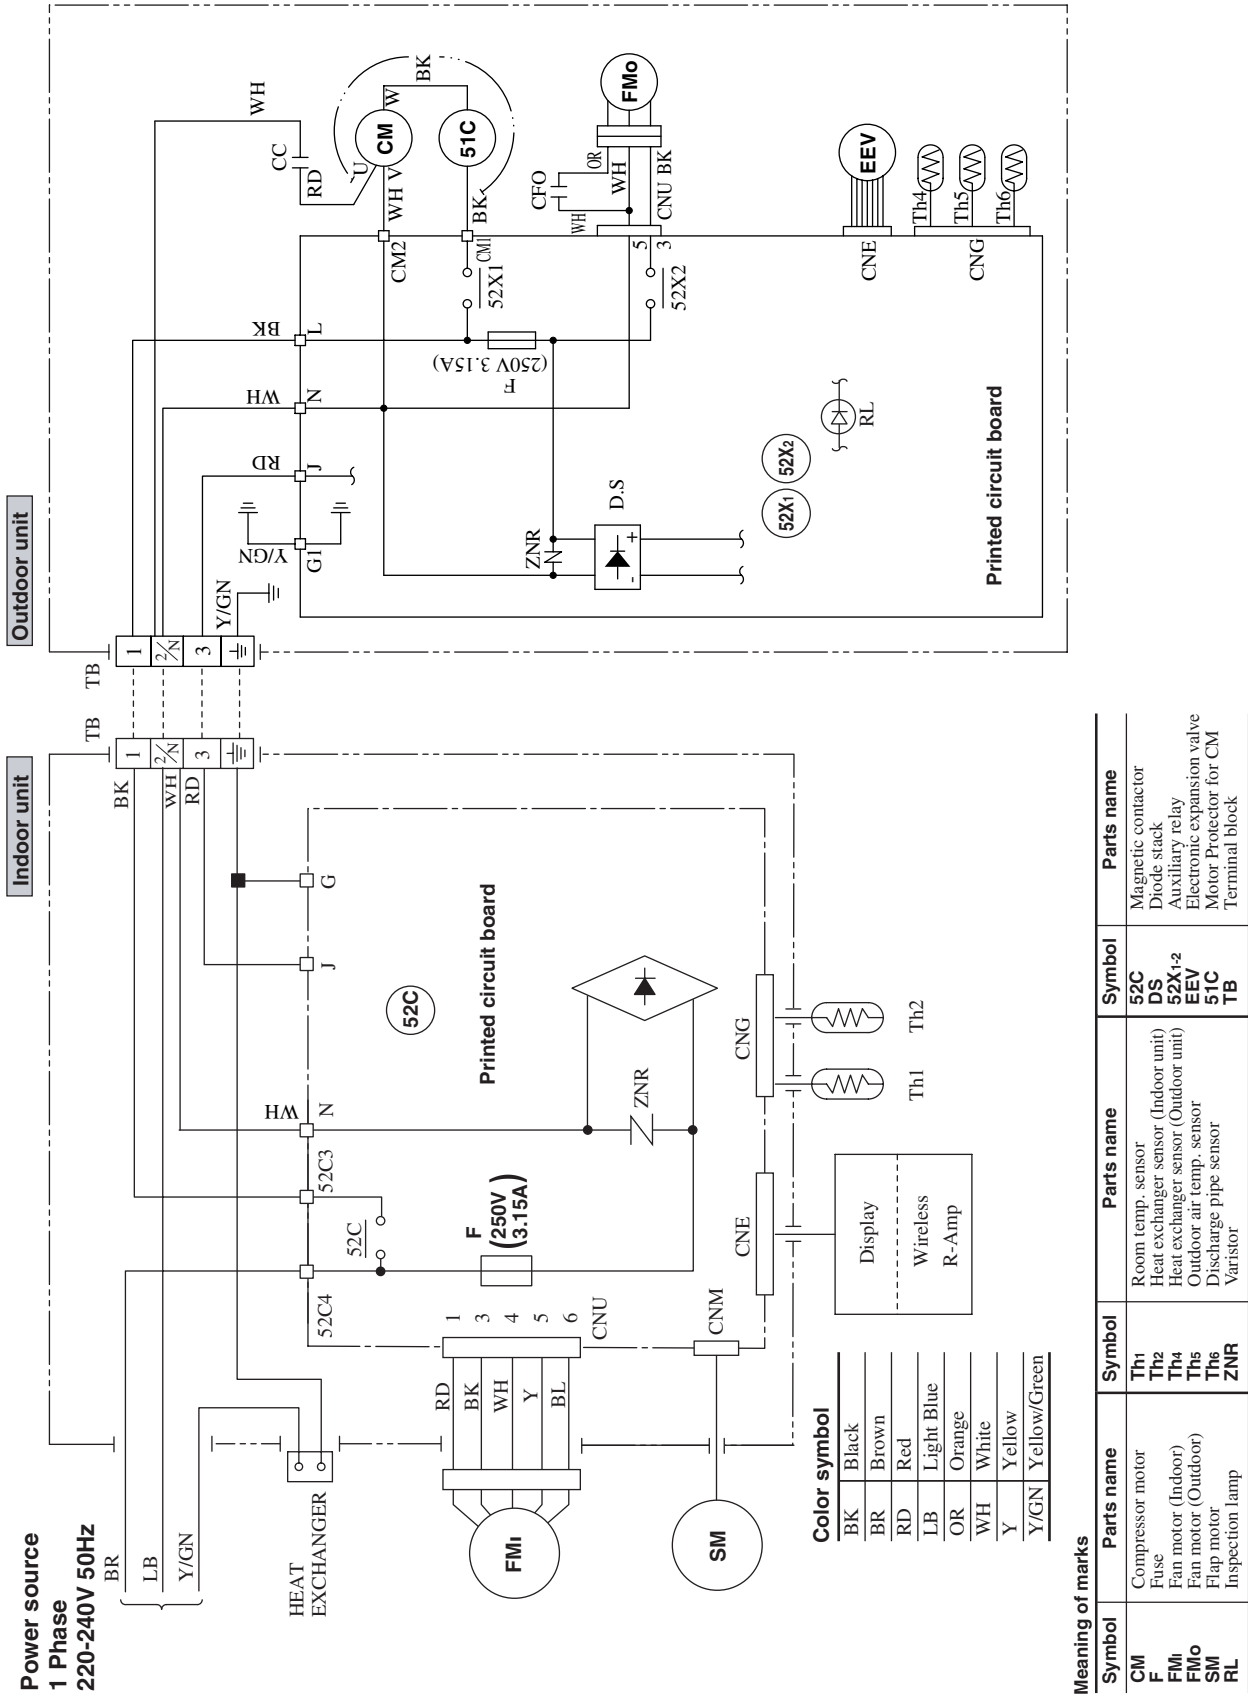 Indoor unit
Outdoor unit
Power source
1 Phase
220-240V 50Hz
BR
LB
Y/GN
HEAT
EXCHANGER
TB
1
2/N
3
BK
WH
RD
WH
52C4
52C3
N
J
G
52C
52C
Printed circuit board
F
(250V
3.15A)
ZNR
RD
BK
WH
Y
BL
1
3
4
5
6
CNU
FMI
CNM
SM
CNE
CNG
Display
Wireless
R-Amp
Th1
Th2
TB
1
2/N
3
Y/GN
Y/GN
G1
RD
J
WH
N
BK
L
WH
CC
RD
U
CM
W
BK
51C
WH
V
BK
CM2
CM1
52X1
F
(250V 3.15A)
52X2
5
3
WH
CFO
OR
WH
CNU
BK
FMo
ZNR
D.S
-
+
52X1
52X2
RL
EEV
CNE
Th4
Th5
Th6
CNG
Printed circuit board
Color symbol
BK Black
BR Brown
RD Red
LB Light Blue
OR Orange
WH White
Y Yellow
Y/GN Yellow/Green
Meaning of marks
Symbol Parts name Symbol Parts name Symbol Parts name
CM Compressor motor Th1 Room temp. sensor 52C Magnetic contactor
F Fuse Th2 Heat exchanger sensor (Indoor unit) DS Diode stack
FMI Fan motor (Indoor) Th4 Heat exchanger sensor (Outdoor unit) 52X1-2 Auxiliary relay
FMo Fan motor (Outdoor) Th5 Outdoor air temp. sensor EEV Electronic expansion valve
SM Flap motor Th6 Discharge pipe sensor 51C Motor Protector for CM
RL Inspection lamp ZNR Varistor TB Terminal block